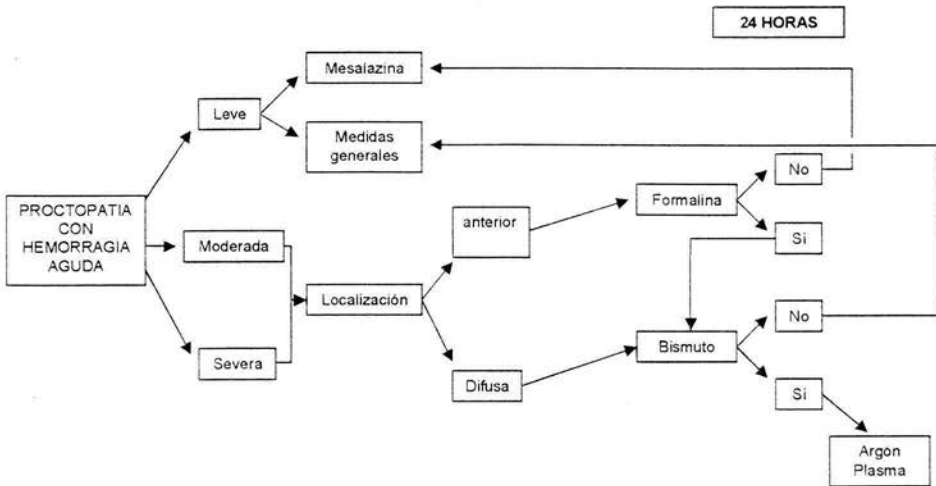 24 HORAS
Mesalazina
Leve
Medidas
generales
No
Formalina
Si
PROCTOPATIA
CON
HEMORRAGIA
AGUDA
anterior
Moderada
Localización
No
Bismuto
Severa
Difusa
Si
Argon
Plasma